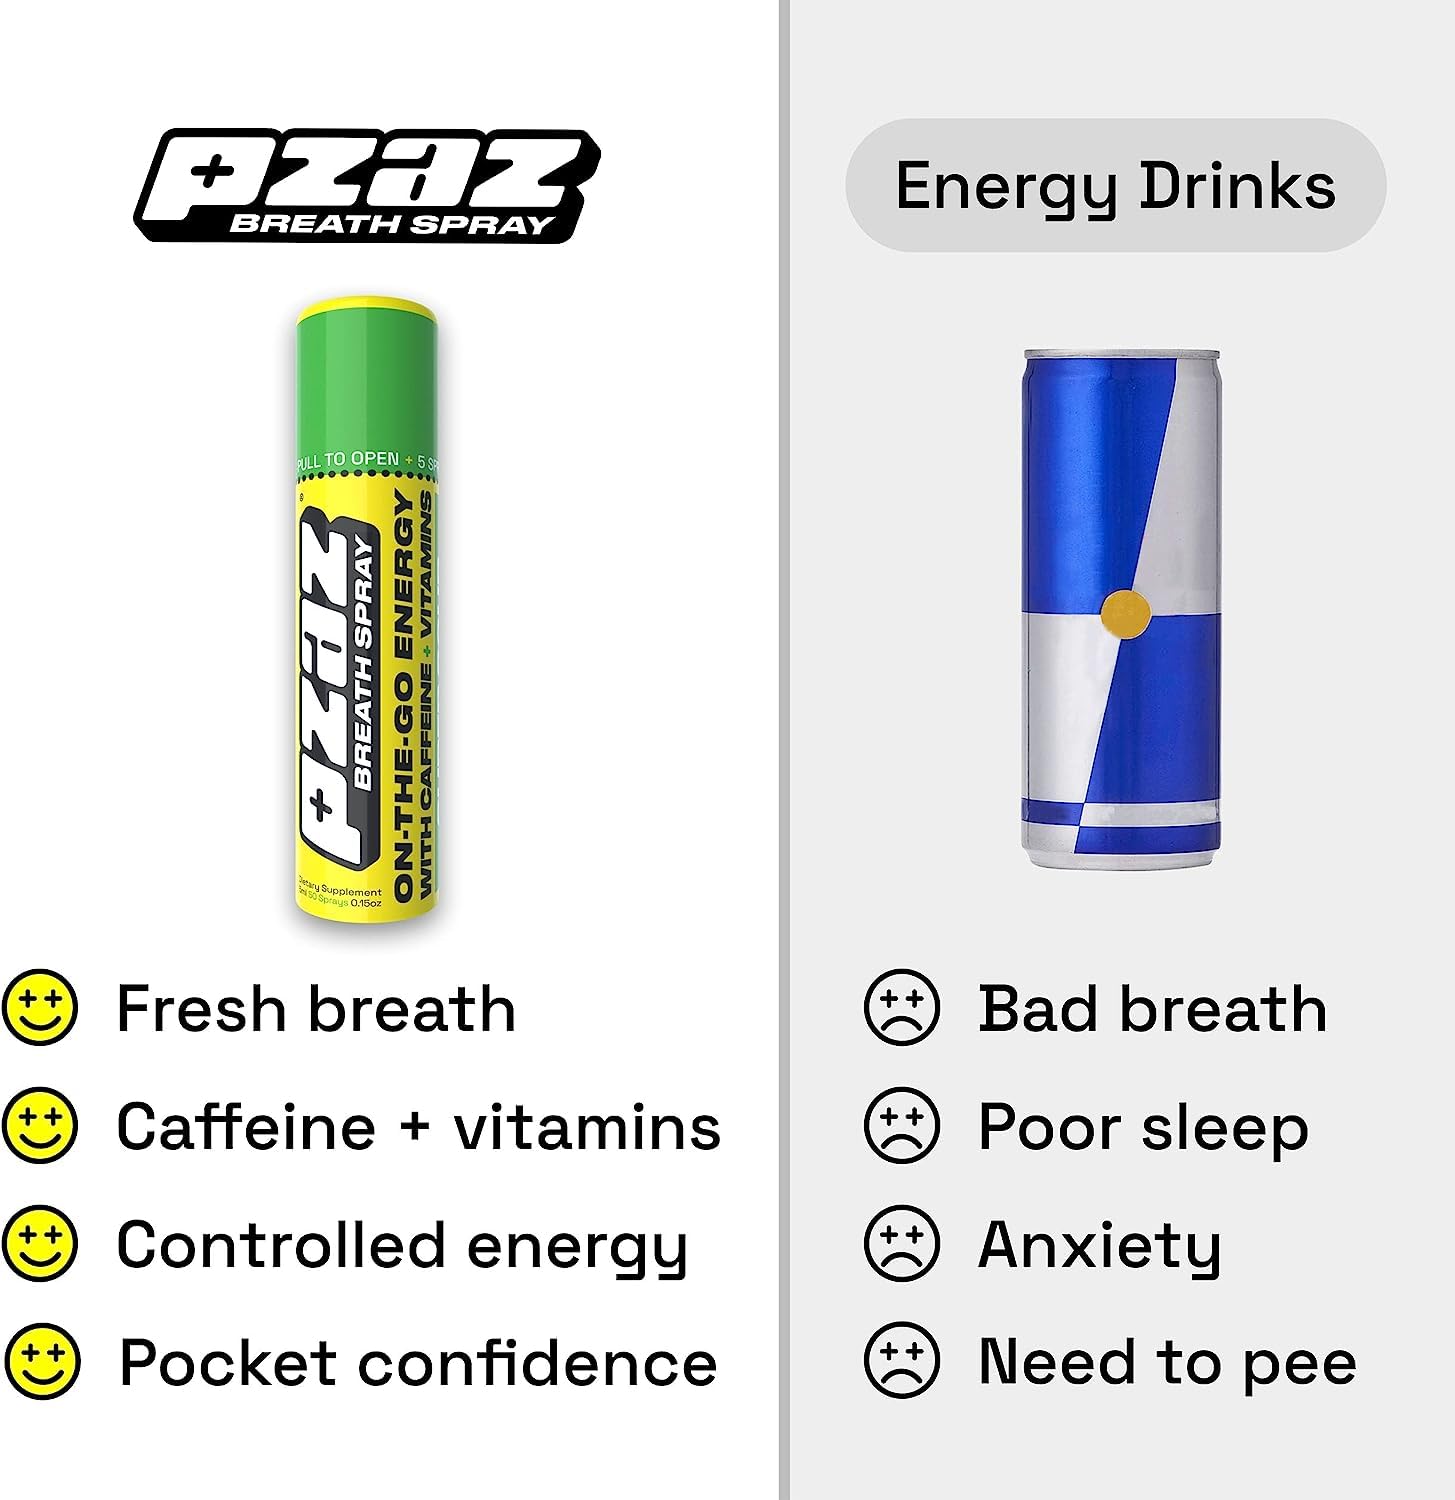 pzaz
BREATH SPRAY
PULL TO OPEN + 5
pzaz
BREATH SPRAY
ON-THE-GO ENERGY
WITH CAFFEINE + VITAMINS
Dietary Supplement
50 Sprays 0.15oz
Fresh breath
Caffeine + vitamins
Controlled energy
Pocket confidence
Energy Drinks
Bad breath
Poor sleep
Anxiety
Need to pee